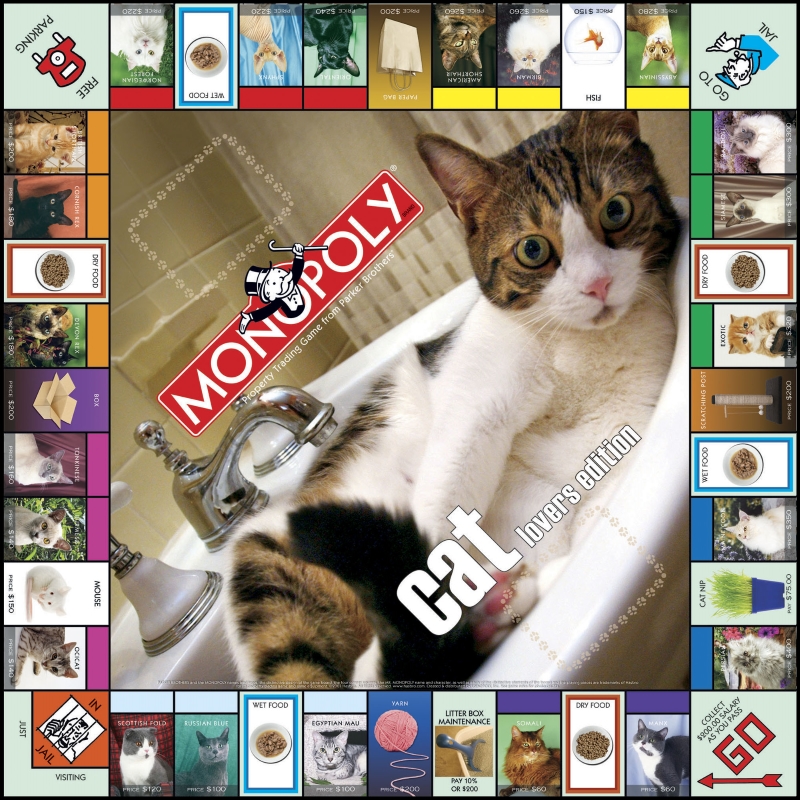 FREE
PARKING
PRICE $220
NORWEGIAN
FOREST
WET FOOD
PRICE $220
SPHYNX
PRICE $240
ORIENTAL
PRICE $200
PAPER BAG
PRICE $260
AMERICAN
SHORTHAIR
PRICE $260
BIRMAN
PRICE $150
FISH
PRICE $280
ABYSSINIAN
GO TO
JAIL
PRICE $200
CORNISH REX
PRICE $180
DRY FOOD
DEVON REX
PRICE $180
BOX
PRICE $200
TONKINESE
PRICE $160
PRICE $140
MOUSE
PRICE $150
OCICAT
PRICE $140
MONOPOLY
®
Property Trading Game from Parker Brothers
cat
lovers edition
PRICE $300
SIAMESE
PRICE $300
DRY FOOD
EXOTIC
PRICE $320
SCRATCHING POST
PRICE $200
WET FOOD
PRICE $350
CAT NIP
PAY $75.00
PRICE $400
IN
JAIL
JUST
VISITING
SCOTTISH FOLD
PRICE $120
RUSSIAN BLUE
PRICE $100
WET FOOD
EGYPTIAN MAU
PRICE $100
YARN
PRICE $200
LITTER BOX
MAINTENANCE
PAY 10%
OR $200
SOMALI
PRICE $60
DRY FOOD
MANX
PRICE $60
COLLECT
$200.00 SALARY
AS YOU PASS
GO